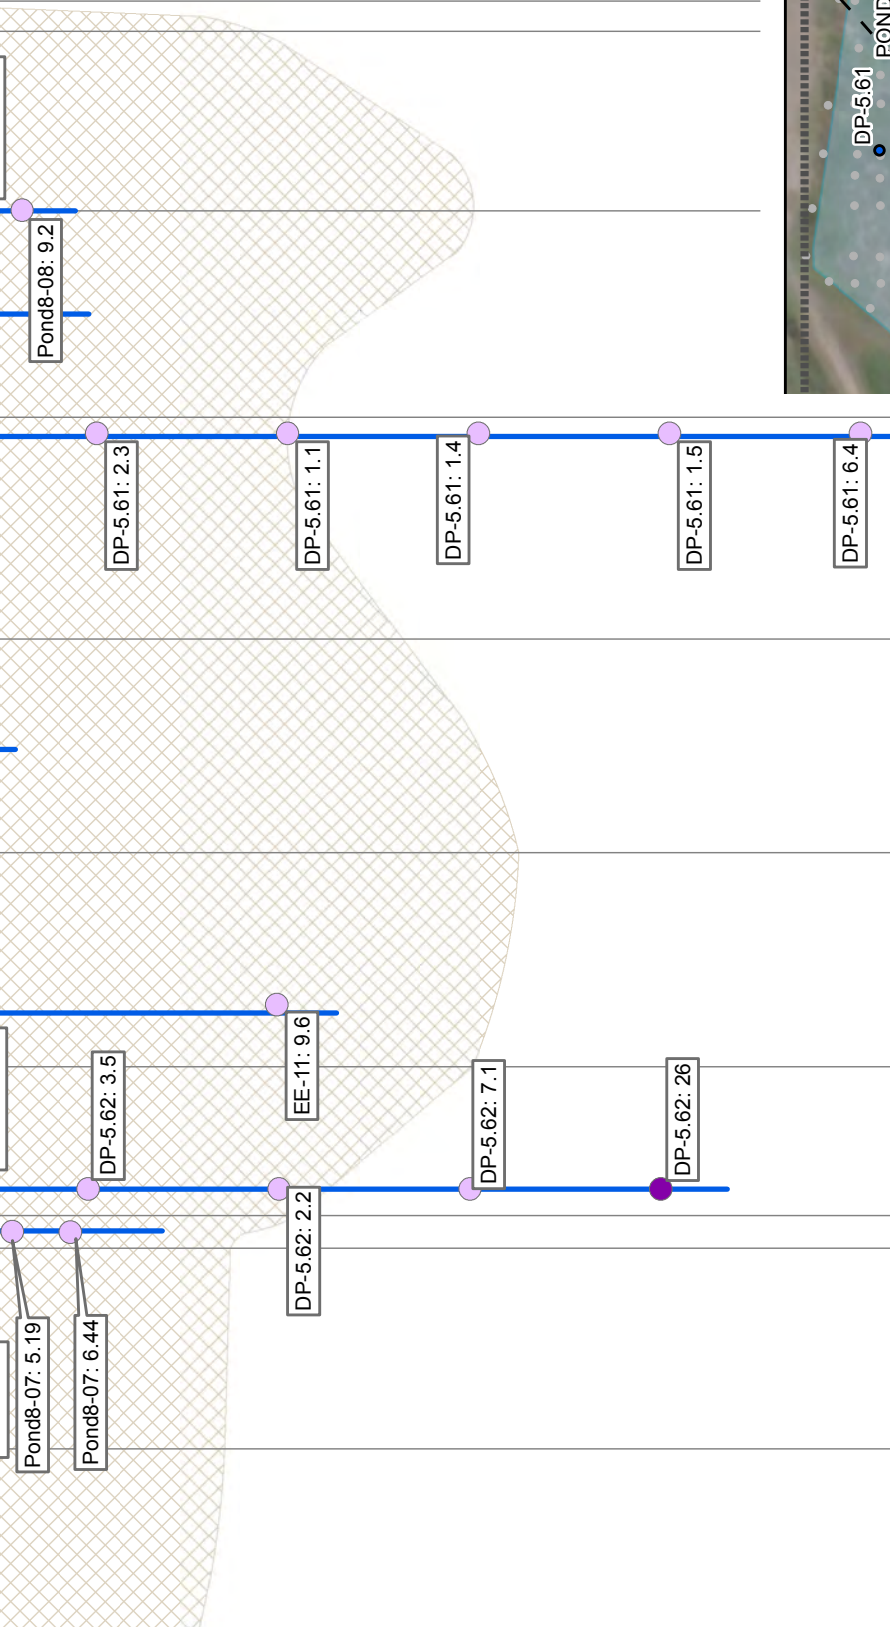 DP-5.61
POND
Pond8-08: 9.2
DP-5.61: 2.3
DP-5.61: 1.1
DP-5.61: 1.4
DP-5.61: 1.5
DP-5.61: 6.4
EE-11: 9.6
DP-5.62: 3.5
DP-5.62: 2.2
DP-5.62: 7.1
DP-5.62: 26
Pond8-07: 5.19
Pond8-07: 6.44